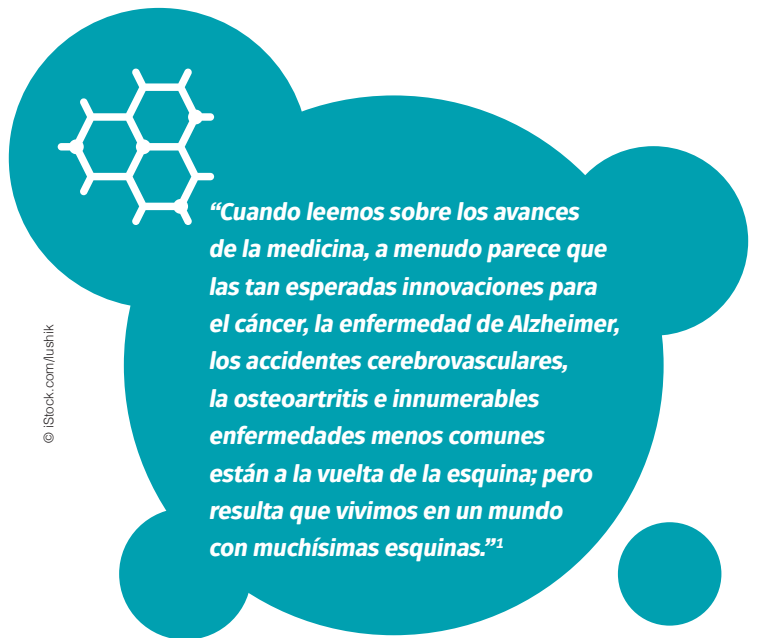 “Cuando leemos sobre los avances
de la medicina, a menudo parece que
las tan esperadas innovaciones para
el cáncer, la enfermedad de Alzheimer,
los accidentes cerebrovasculares,
la osteoartritis e innumerables
enfermedades menos comunes
están a la vuelta de la esquina; pero
resulta que vivimos en un mundo
con muchísimas esquinas.”¹
© iStock.com/lushik